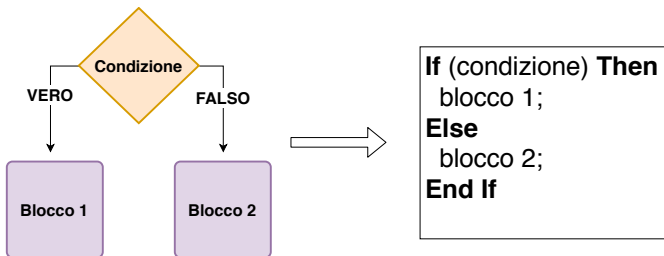 Condizione
VERO
FALSO
Blocco 1
Blocco 2
If (condizione) Then
blocco 1;
Else
blocco 2;
End If